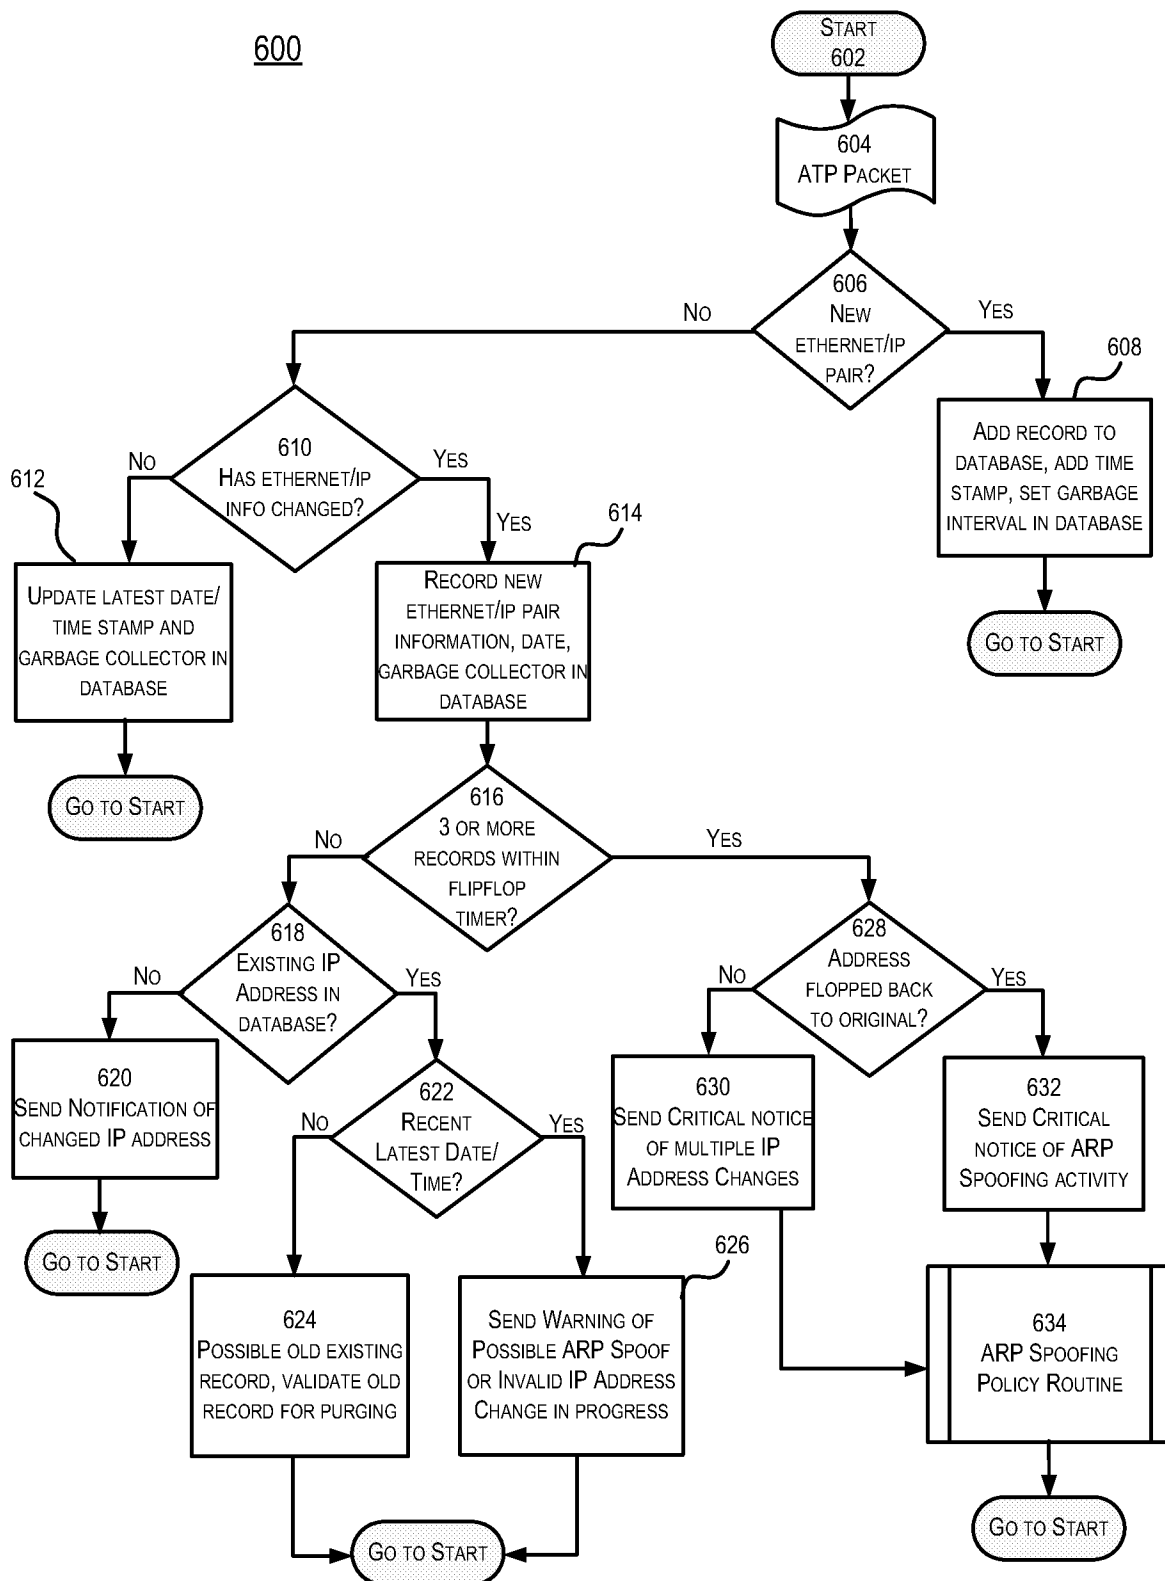 600
Start
602
604
ATP Packet
606
New
ethernet/ip
pair?
No
Yes
608
Add record to
database, add time
stamp, set garbage
interval in database
Go to Start
610
Has ethernet/ip
info changed?
No
Yes
Yes
612
Update latest date/
time stamp and
garbage collector in
database
Go to Start
614
Record new
ethernet/ip pair
information, date,
garbage collector in
database
616
3 or more
records within
flipflop
timer?
No
Yes
618
Existing IP
Address in
database?
No
Yes
620
Send Notification of
changed IP address
Go to Start
622
Recent
Latest Date/
Time?
No
Yes
624
Possible old existing
record, validate old
record for purging
626
Send Warning of
Possible ARP Spoof
or Invalid IP Address
Change in progress
Go to Start
628
Address
flopped back
to original?
No
Yes
630
Send Critical notice
of multiple IP
Address Changes
632
Send Critical
notice of ARP
Spoofing activity
634
ARP Spoofing
Policy Routine
Go to Start